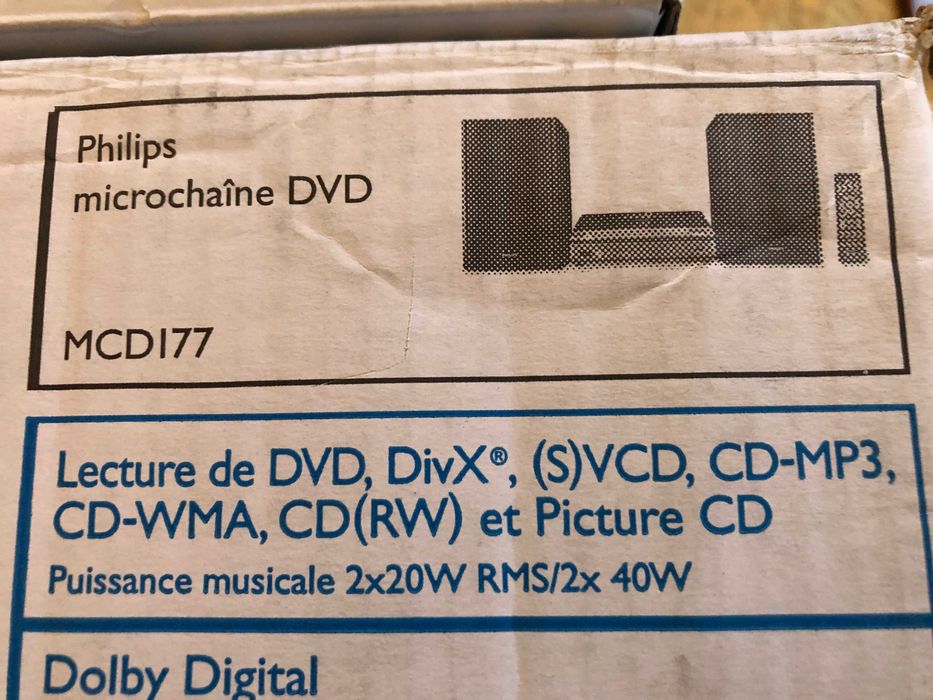 Philips
microchaîne DVD
MCD177
Lecture de DVD, DivX®, (S)VCD, CD-MP3,
CD-WMA, CD(RW) et Picture CD
Puissance musicale 2x20W RMS/2x 40W
Dolby Digital